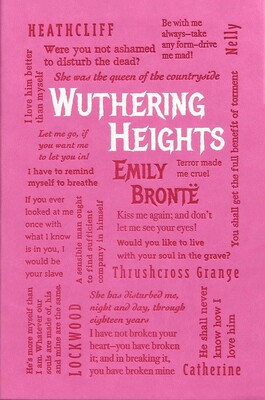 HEATHCLIFF
I love him better
than myself
Were you not ashamed
to disturb the dead?
Be with me
always—take
any form—drive
me mad!
Nelly
She was the queen of the countryside
WUTHERING
HEIGHTS
Let me go, if
you want me
to let you in!
I have to remind
myself to breathe
EMILY
BRONTË
Terror made
me cruel
You shall get the full benefit of torment
If you ever
looked at me
once with
what I know
is in you, I
would be
your slave
A sensible man ought
to find sufficient
company in himself
Kiss me again; and don't
let me see your eyes!
Would you like to live
with your soul in the grave?
Thrushcross Grange
He's more myself than
I am. Whatever our
souls are made of, his
and mine are the same.
LOCKWOOD
She has disturbed me,
night and day, through
eighteen years
I have not broken your
heart—you have broken
it; and in breaking it,
you have broken mine
He shall never
know how I
love him
Catherine